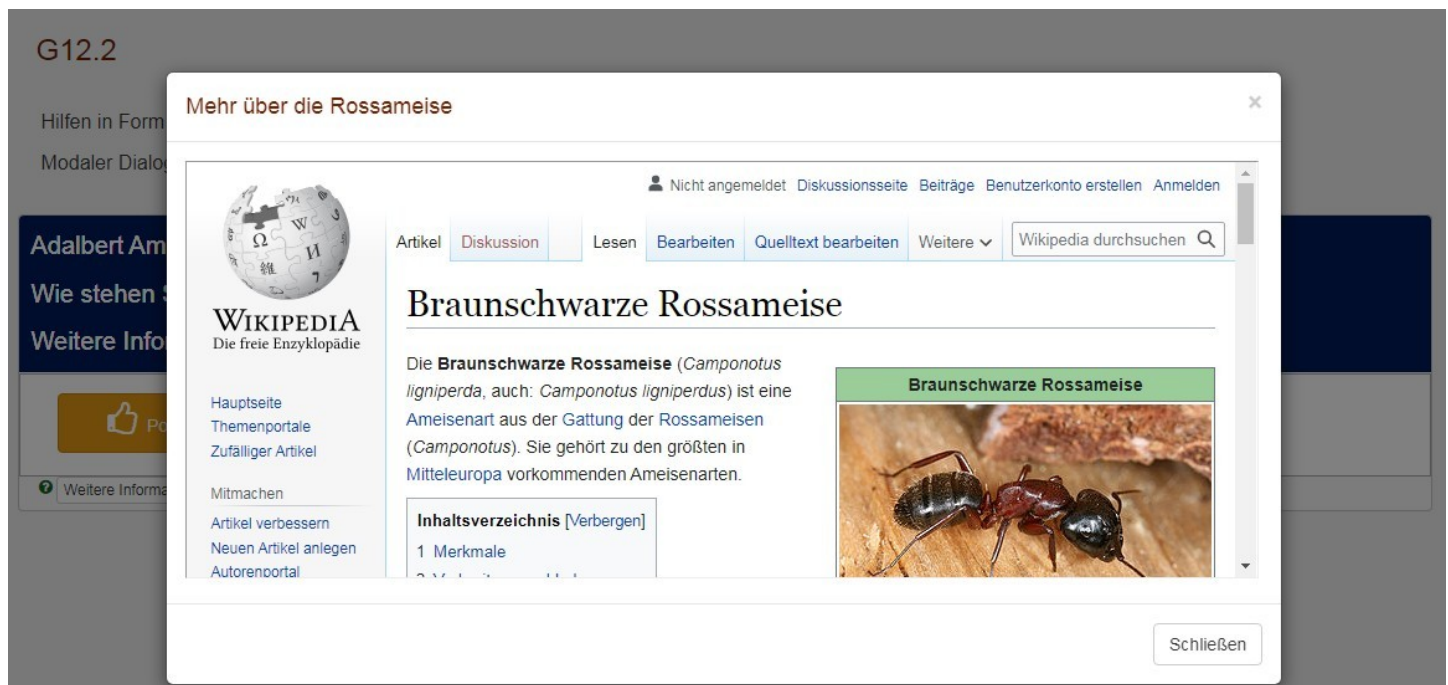 G12.2
Hilfen in Form
Modaler Dialog
Mehr über die Rossameise
×
Nicht angemeldet Diskussionsseite Beiträge Benutzerkonto erstellen Anmelden
Artikel Diskussion Lesen Bearbeiten Quelltext bearbeiten Weitere Wikipedia durchsuchen
WIKIPEDIA
Die freie Enzyklopädie
Hauptseite
Themenportale
Zufälliger Artikel
Mitmachen
Artikel verbessern
Neuen Artikel anlegen
Autorenportal
Braunschwarze Rossameise
Die Braunschwarze Rossameise (Camponotus
ligniperda, auch: Camponotus ligniperdus) ist eine
Ameisenart aus der Gattung der Rossameisen
(Camponotus). Sie gehört zu den größten in
Mitteleuropa vorkommenden Ameisenarten.
Inhaltsverzeichnis [Verbergen]
1 Merkmale
Braunschwarze Rossameise
Schließen
Adalbert Am
Wie stehen
Weitere Info
Po
Weitere Informa